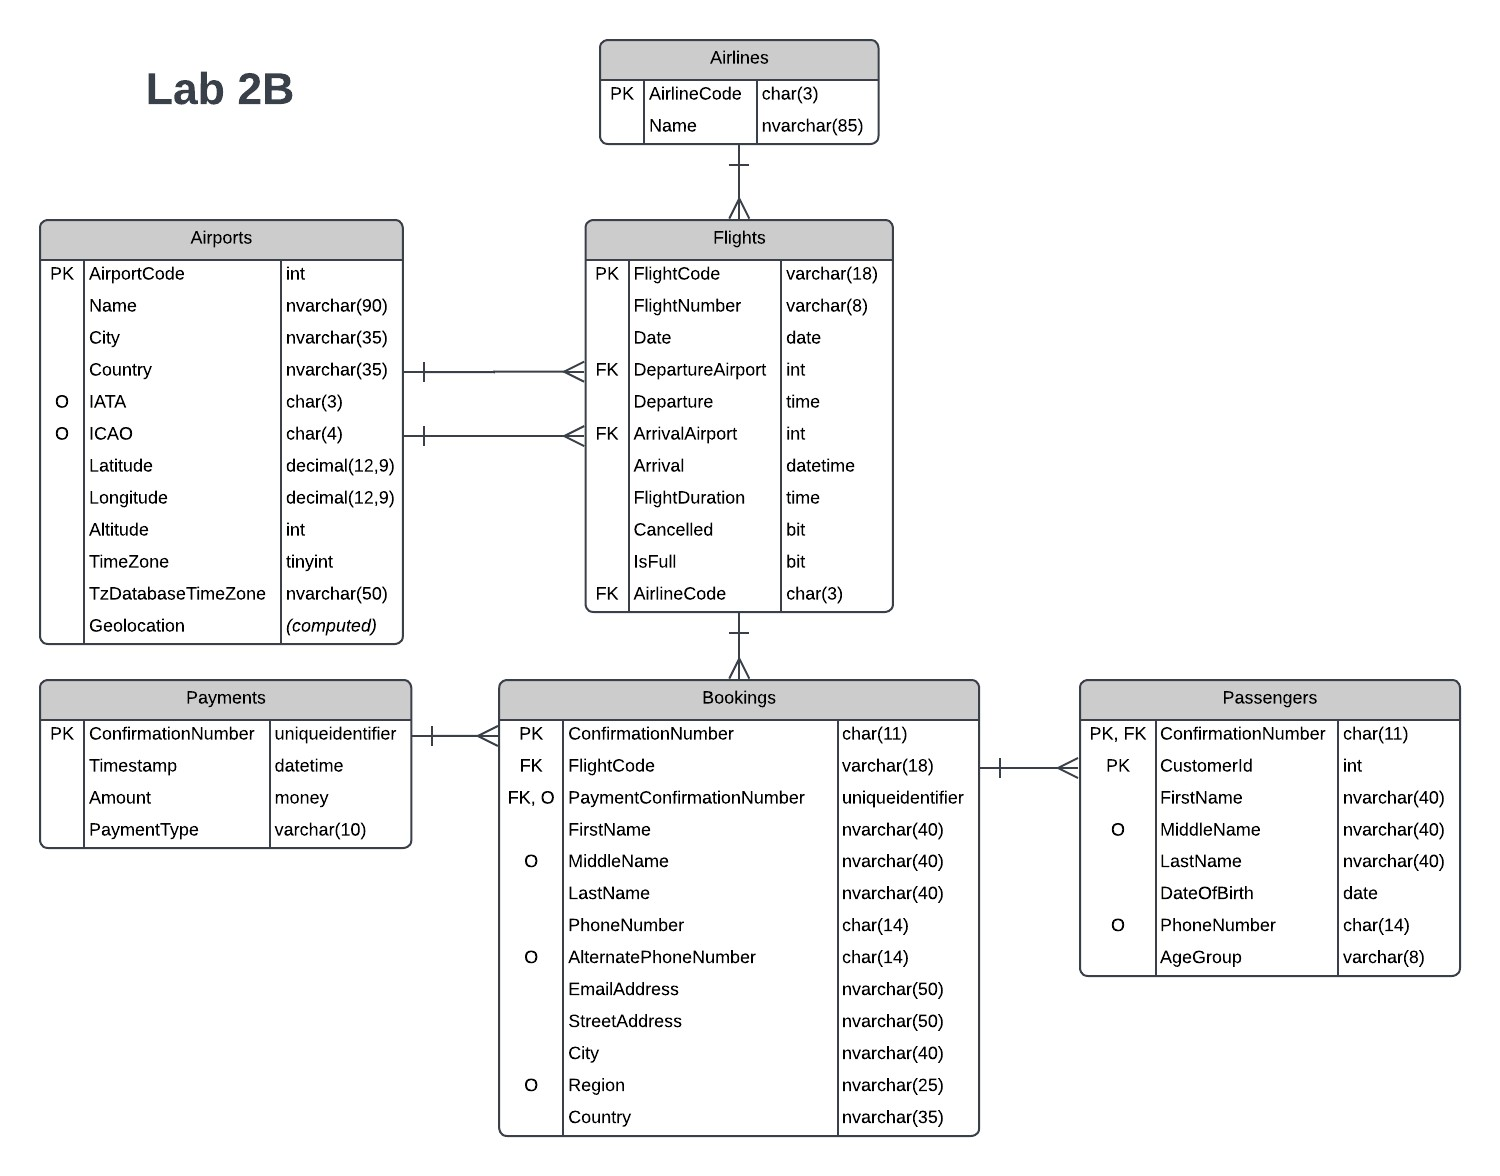 Lab 2B
Airlines
PK AirlineCode char(3)
Name nvarchar(85)
Airports
PK AirportCode int
Name nvarchar(90)
City nvarchar(35)
Country nvarchar(35)
O IATA char(3)
O ICAO char(4)
Latitude decimal(12,9)
Longitude decimal(12,9)
Altitude int
TimeZone tinyint
TzDatabaseTimeZone nvarchar(50)
Geolocation (computed)
Flights
PK FlightCode varchar(18)
FlightNumber varchar(8)
Date date
FK DepartureAirport int
Departure time
FK ArrivalAirport int
Arrival datetime
FlightDuration time
Cancelled bit
IsFull bit
FK AirlineCode char(3)
Payments
PK ConfirmationNumber uniqueidentifier
Timestamp datetime
Amount money
PaymentType varchar(10)
Bookings
PK ConfirmationNumber char(11)
FK FlightCode varchar(18)
FK, O PaymentConfirmationNumber uniqueidentifier
FirstName nvarchar(40)
O MiddleName nvarchar(40)
LastName nvarchar(40)
PhoneNumber char(14)
O AlternatePhoneNumber char(14)
EmailAddress nvarchar(50)
StreetAddress nvarchar(50)
City nvarchar(40)
O Region nvarchar(25)
Country nvarchar(35)
Passengers
PK, FK ConfirmationNumber char(11)
PK CustomerId int
FirstName nvarchar(40)
O MiddleName nvarchar(40)
LastName nvarchar(40)
DateOfBirth date
O PhoneNumber char(14)
AgeGroup varchar(8)